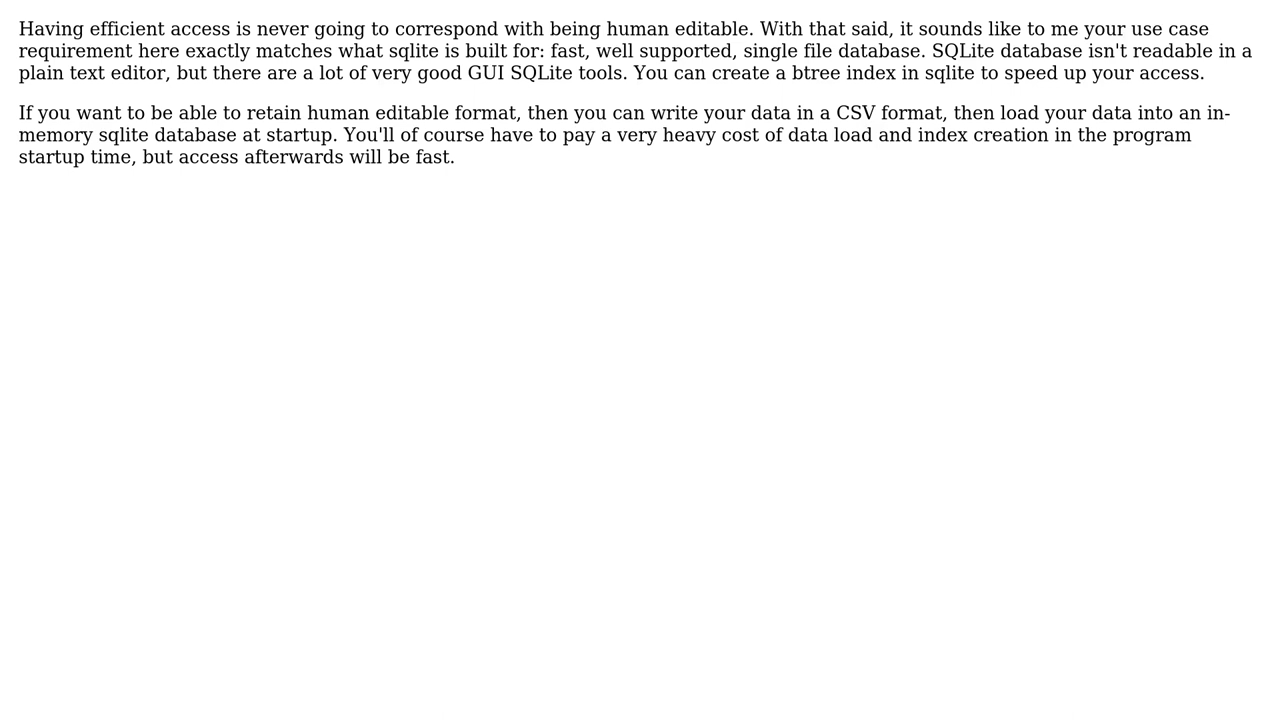 Having efficient access is never going to correspond with being human editable. With that said, it sounds like to me your use case
requirement here exactly matches what sqlite is built for: fast, well supported, single file database. SQLite database isn't readable in a
plain text editor, but there are a lot of very good GUI SQLite tools. You can create a btree index in sqlite to speed up your access.
If you want to be able to retain human editable format, then you can write your data in a CSV format, then load your data into an in-
memory sqlite database at startup. You'll of course have to pay a very heavy cost of data load and index creation in the program
startup time, but access afterwards will be fast.